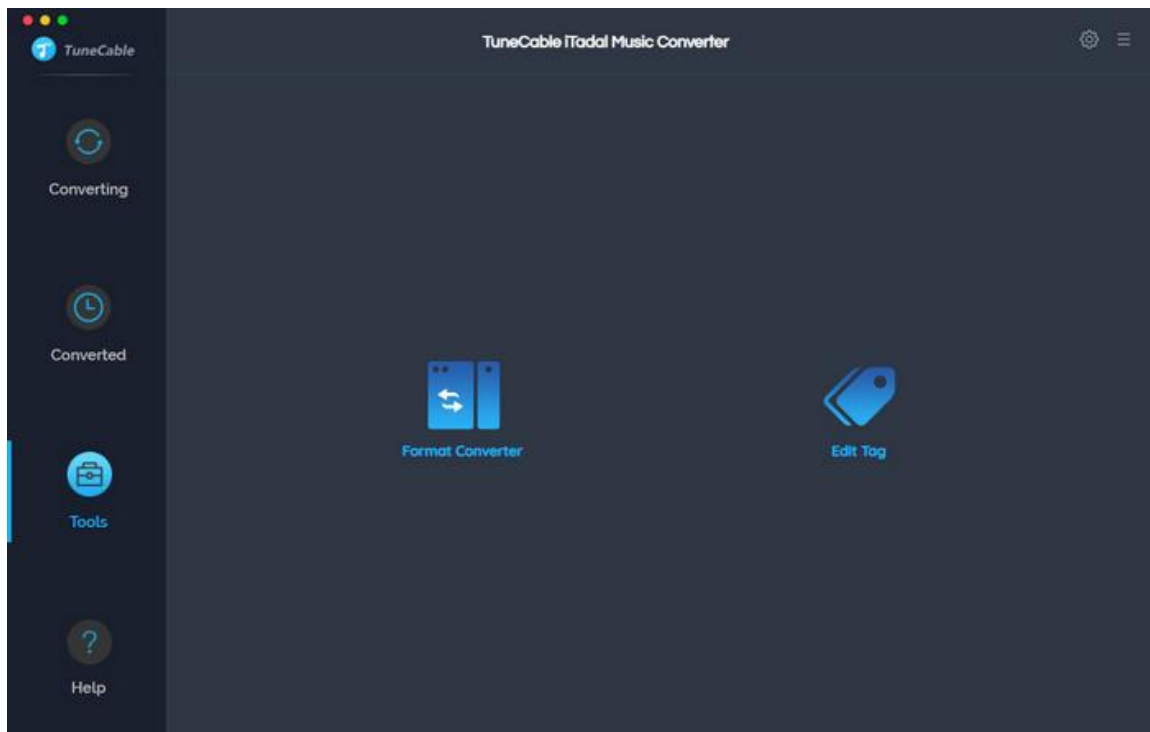 TuneCable
TuneCable iTadal Music Converter
Converting
Converted
Format Converter
Edit Tag
Tools
?
Help